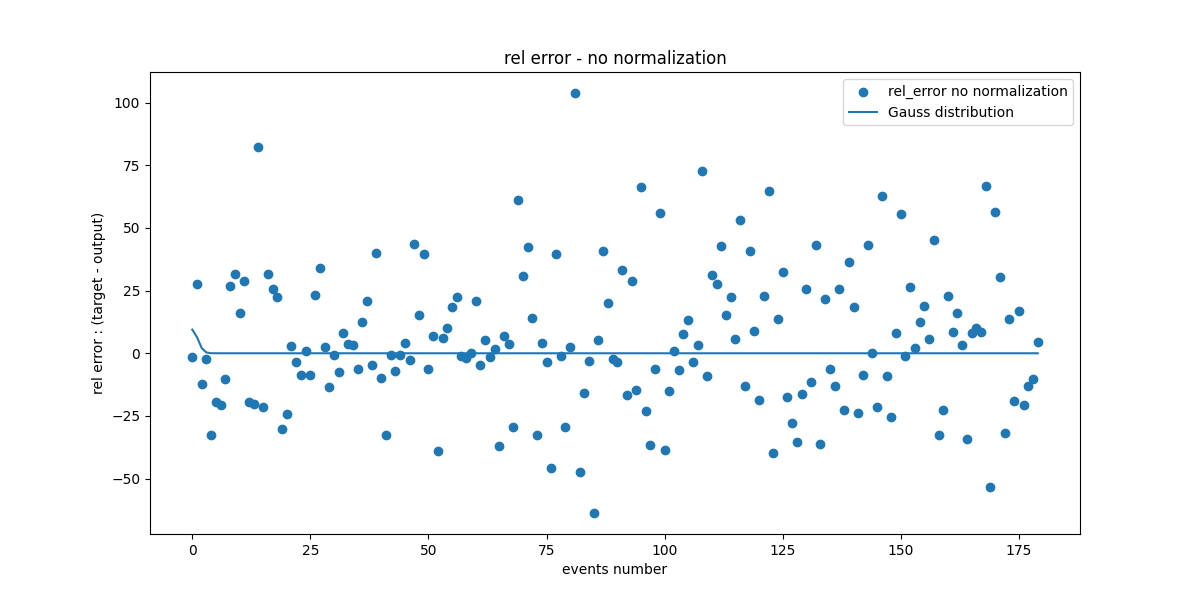 rel error - no normalization
rel_error no normalization
Gauss distribution
100
75
50
25
0
−25
−50
rel error : (target - output)
0 25 50 75 100 125 150 175
events number